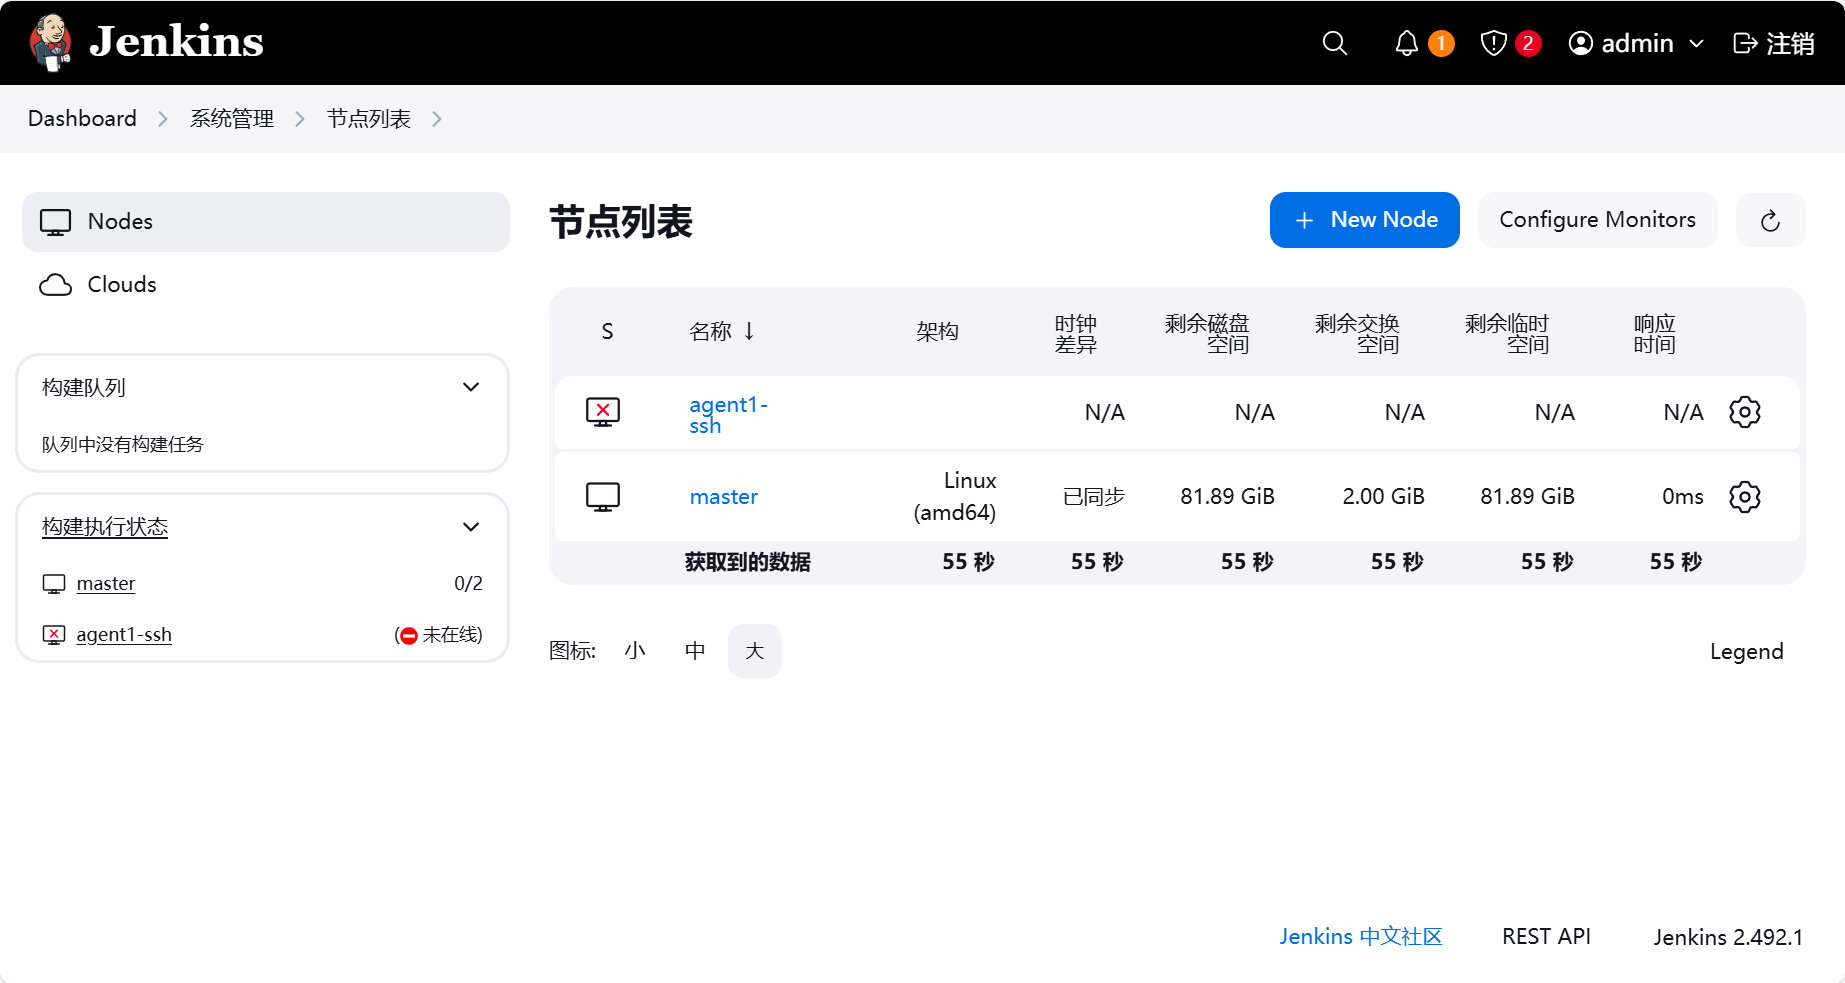 Jenkins
1
2
admin
注销
Dashboard
系统管理
节点列表
Nodes
Clouds
构建队列
队列中没有构建任务
构建执行状态
master
0/2
agent1-ssh
(未在线)
节点列表
New Node
Configure Monitors
S
名称 ↓
架构
时钟
差异
剩余磁盘
空间
剩余交换
空间
剩余临时
空间
响应
时间
agent1-
ssh
N/A
N/A
N/A
N/A
N/A
master
Linux
(amd64)
已同步
81.89 GiB
2.00 GiB
81.89 GiB
0ms
获取到的数据
55 秒
55 秒
55 秒
55 秒
55 秒
55 秒
图标:
小
中
大
Legend
Jenkins 中文社区
REST API
Jenkins 2.492.1